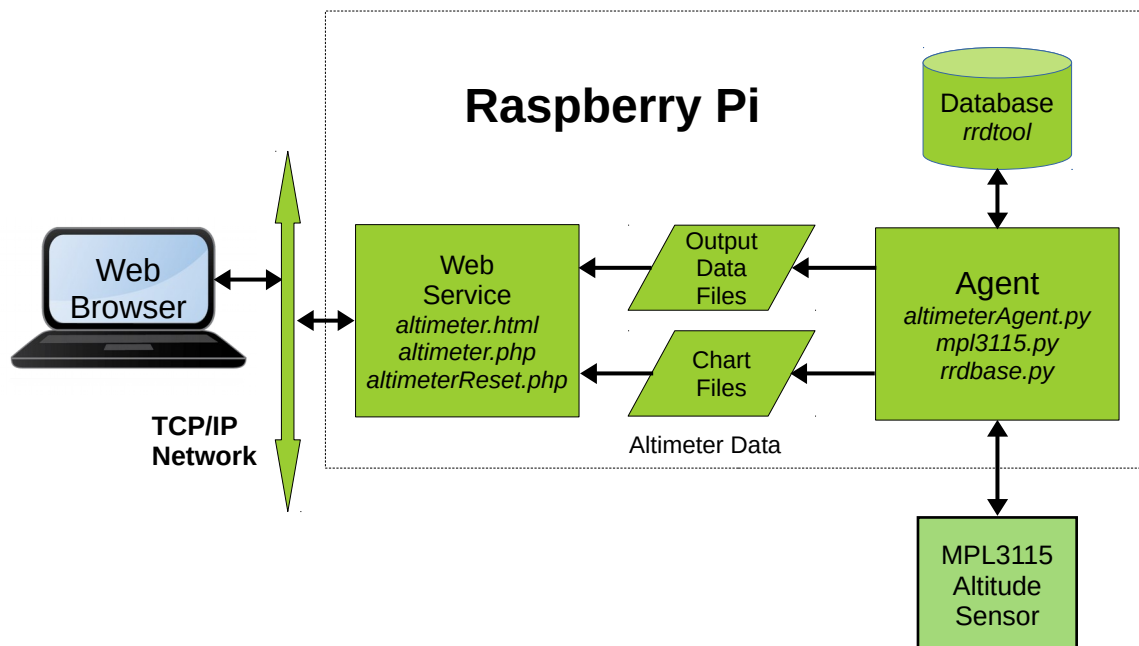 Raspberry Pi
Database
rrdtool
Web
Browser
TCP/IP
Network
Web
Service
altimeter.html
altimeter.php
altimeterReset.php
Output
Data
Files
Chart
Files
Altimeter Data
Agent
altimeterAgent.py
mpl3115.py
rrdbase.py
MPL3115
Altitude
Sensor